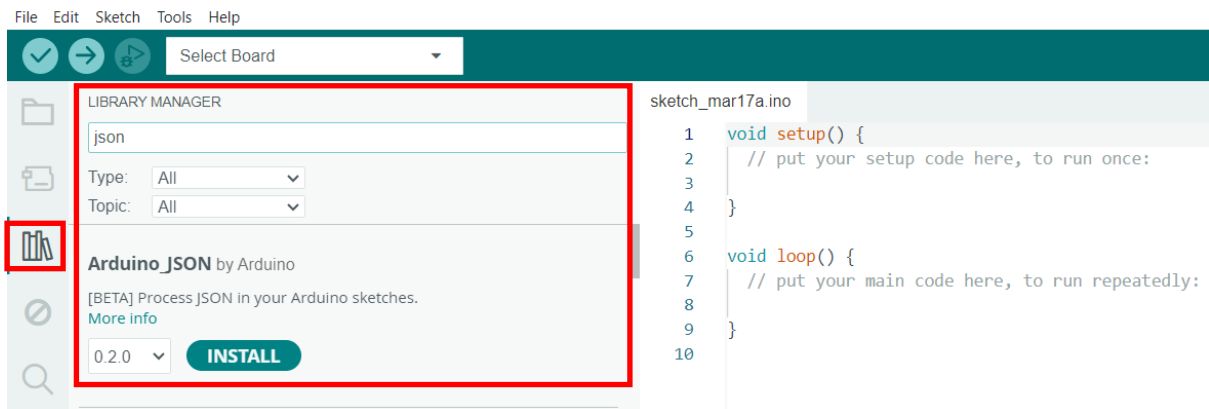 File Edit Sketch Tools Help
Select Board
LIBRARY MANAGER
json
Type: All
Topic: All
Arduino_JSON by Arduino
[BETA] Process JSON in your Arduino sketches.
More info
0.2.0 INSTALL
sketch_mar17a.ino
1 void setup() {
2 // put your setup code here, to run once:
3
4 }
5
6 void loop() {
7 // put your main code here, to run repeatedly:
8
9 }
10